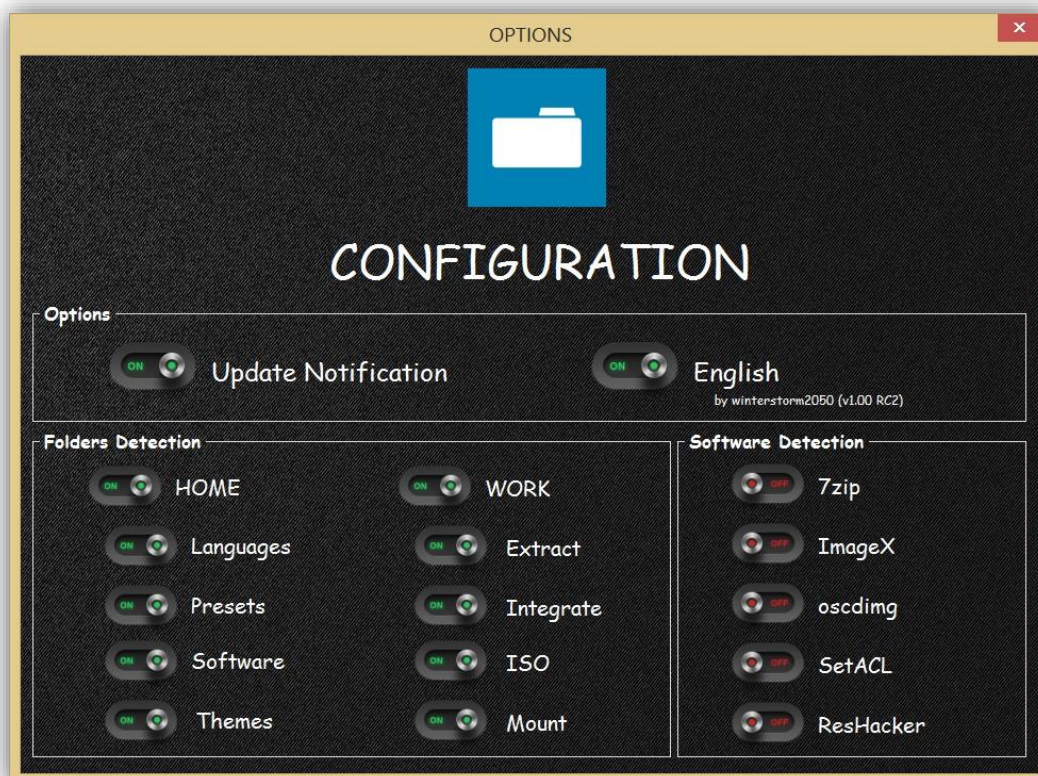 OPTIONS
CONFIGURATION
Options
ON Update Notification
ON English
by winterstorm2050 (v1.00 RC2)
Folders Detection
ON HOME
ON WORK
ON Languages
ON Extract
ON Presets
ON Integrate
ON Software
ON ISO
ON Themes
ON Mount
Software Detection
OFF 7zip
OFF ImageX
OFF oscdimg
OFF SetACL
OFF ResHacker